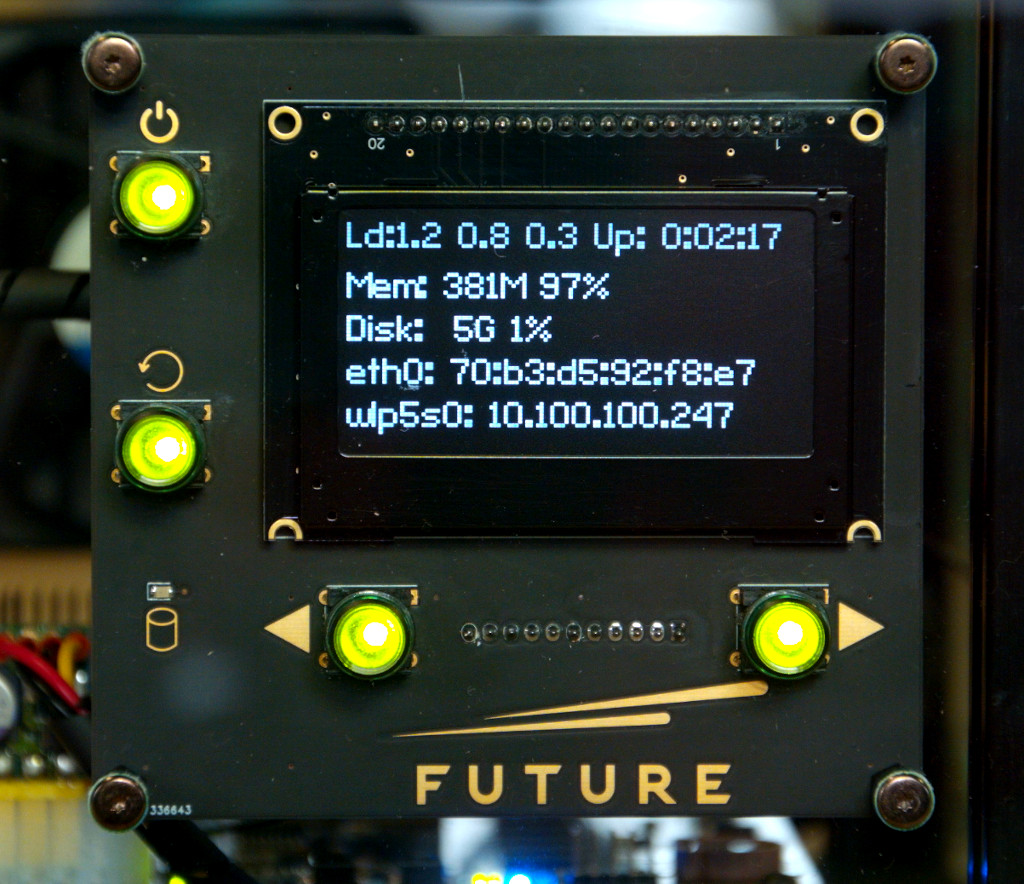 20 1
Ld:1.2 0.8 0.3 Up: 0:02:17
Mem: 381M 97%
Disk: 5G 1%
eth0: 70:b3:d5:92:f8:e7
wlp5s0: 10.100.100.247
FUTURE
336643